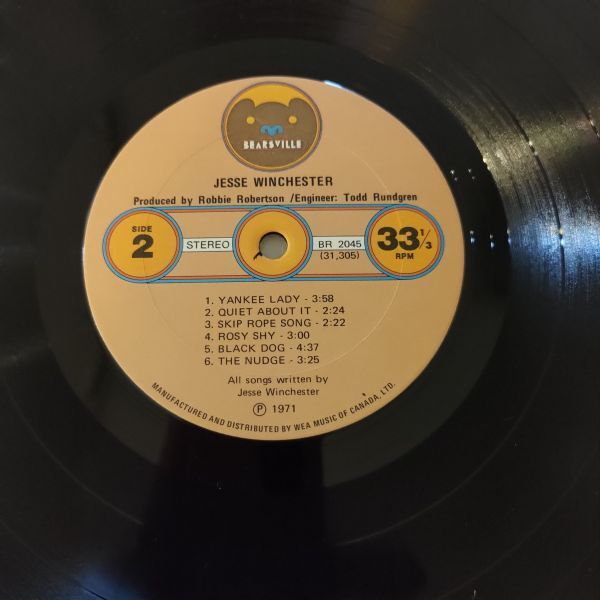 BEARSVILLE
JESSE WINCHESTER
Produced by Robbie Robertson /Engineer: Todd Rundgren
SIDE
2
STEREO
BR 2045
(31,305)
33 1/3
RPM
1. YANKEE LADY - 3:58
2. QUIET ABOUT IT - 2:24
3. SKIP ROPE SONG - 2:22
4. ROSY SHY - 3:00
5. BLACK DOG - 4:37
6. THE NUDGE - 3:25
All songs written by
Jesse Winchester
Ⓟ 1971
MANUFACTURED AND DISTRIBUTED BY WEA MUSIC OF CANADA, LTD.